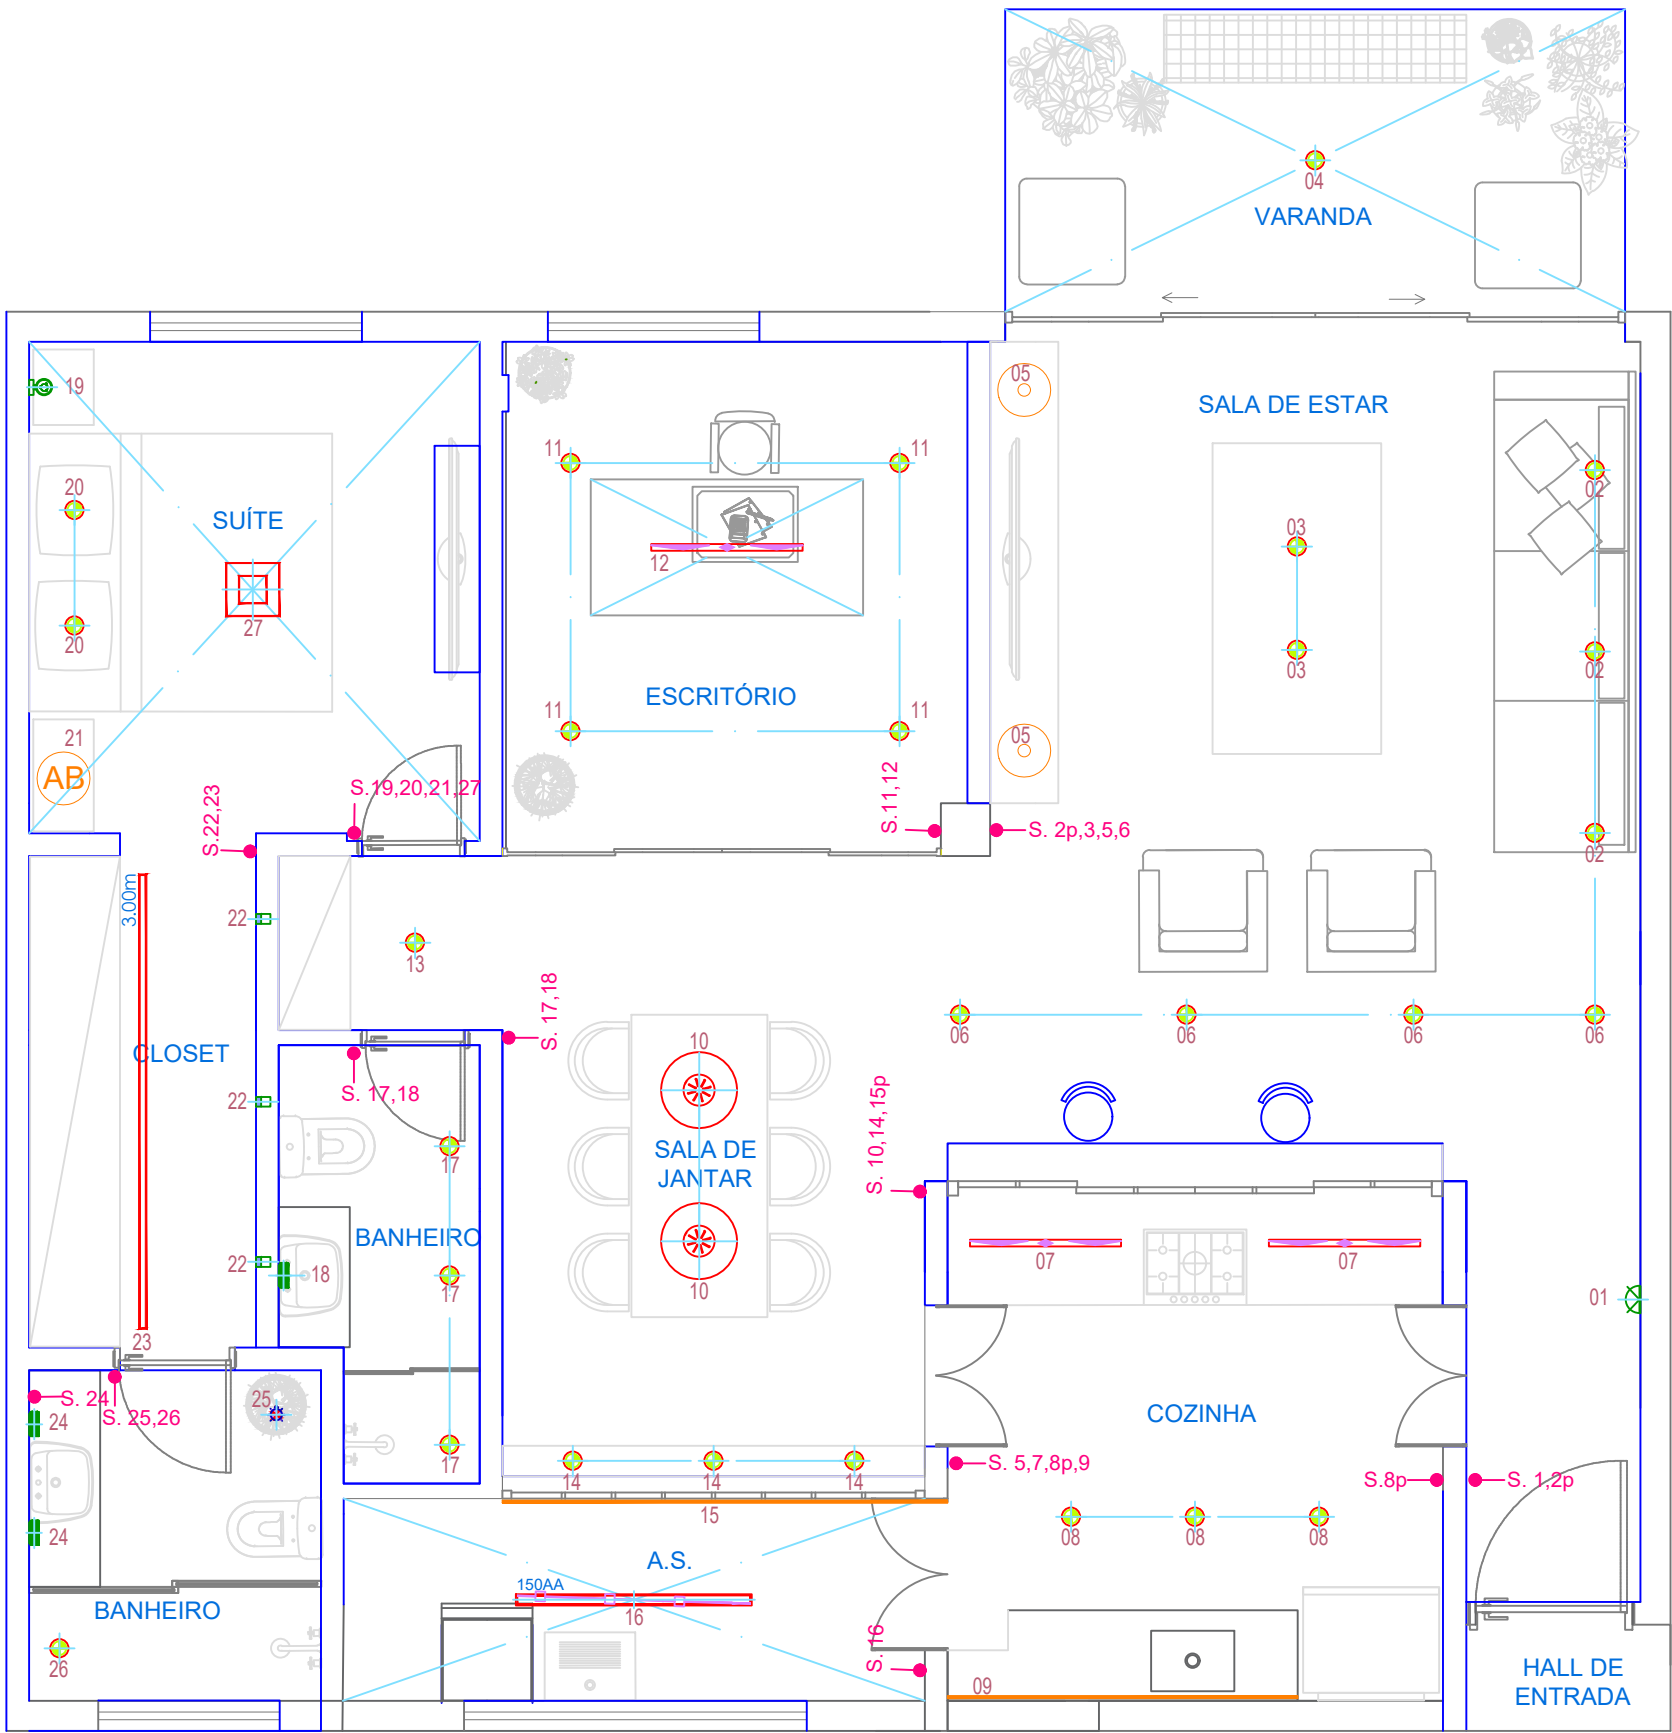 04
VARANDA
05
SALA DE ESTAR
19
11
11
20
02
SUÍTE
03
12
27
20
03
02
ESCRITÓRIO
11
11
21
05
AB
S.19,20,21,27
S.22,23
S.11,12
S. 2p,3,5,6
02
3.00m
22
13
S. 17,18
06
06
06
06
10
CLOSET
S. 17,18
22
S. 10,14,15p
SALA DE
JANTAR
17
BANHEIRO
22
18
17
10
07
07
01
23
S. 24
S. 25,26
25
24
COZINHA
17
14
14
14
S. 5,7,8p,9
S.8p
S. 1,2p
15
24
08
08
08
A.S.
150AA
16
BANHEIRO
26
S. 16
09
HALL DE
ENTRADA